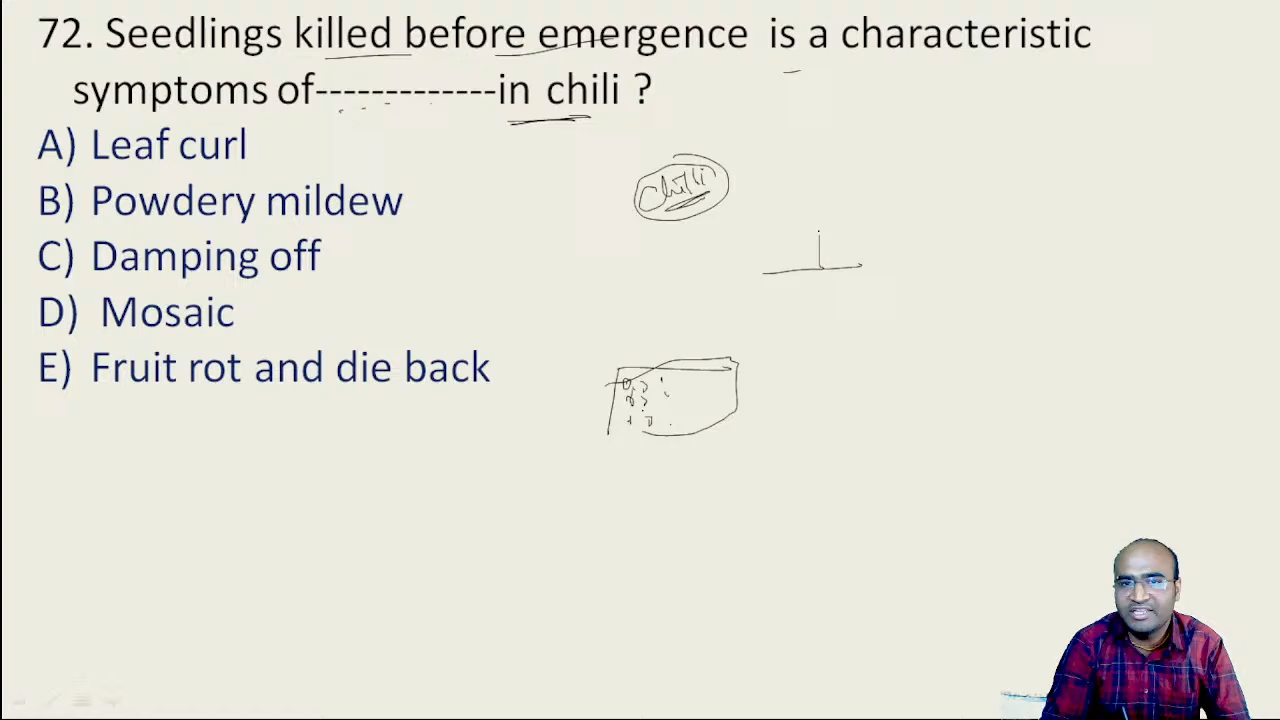 72. Seedlings killed before emergence is a characteristic
symptoms of-------------in chili ?
A) Leaf curl
B) Powdery mildew
C) Damping off
D) Mosaic
E) Fruit rot and die back
Chilli